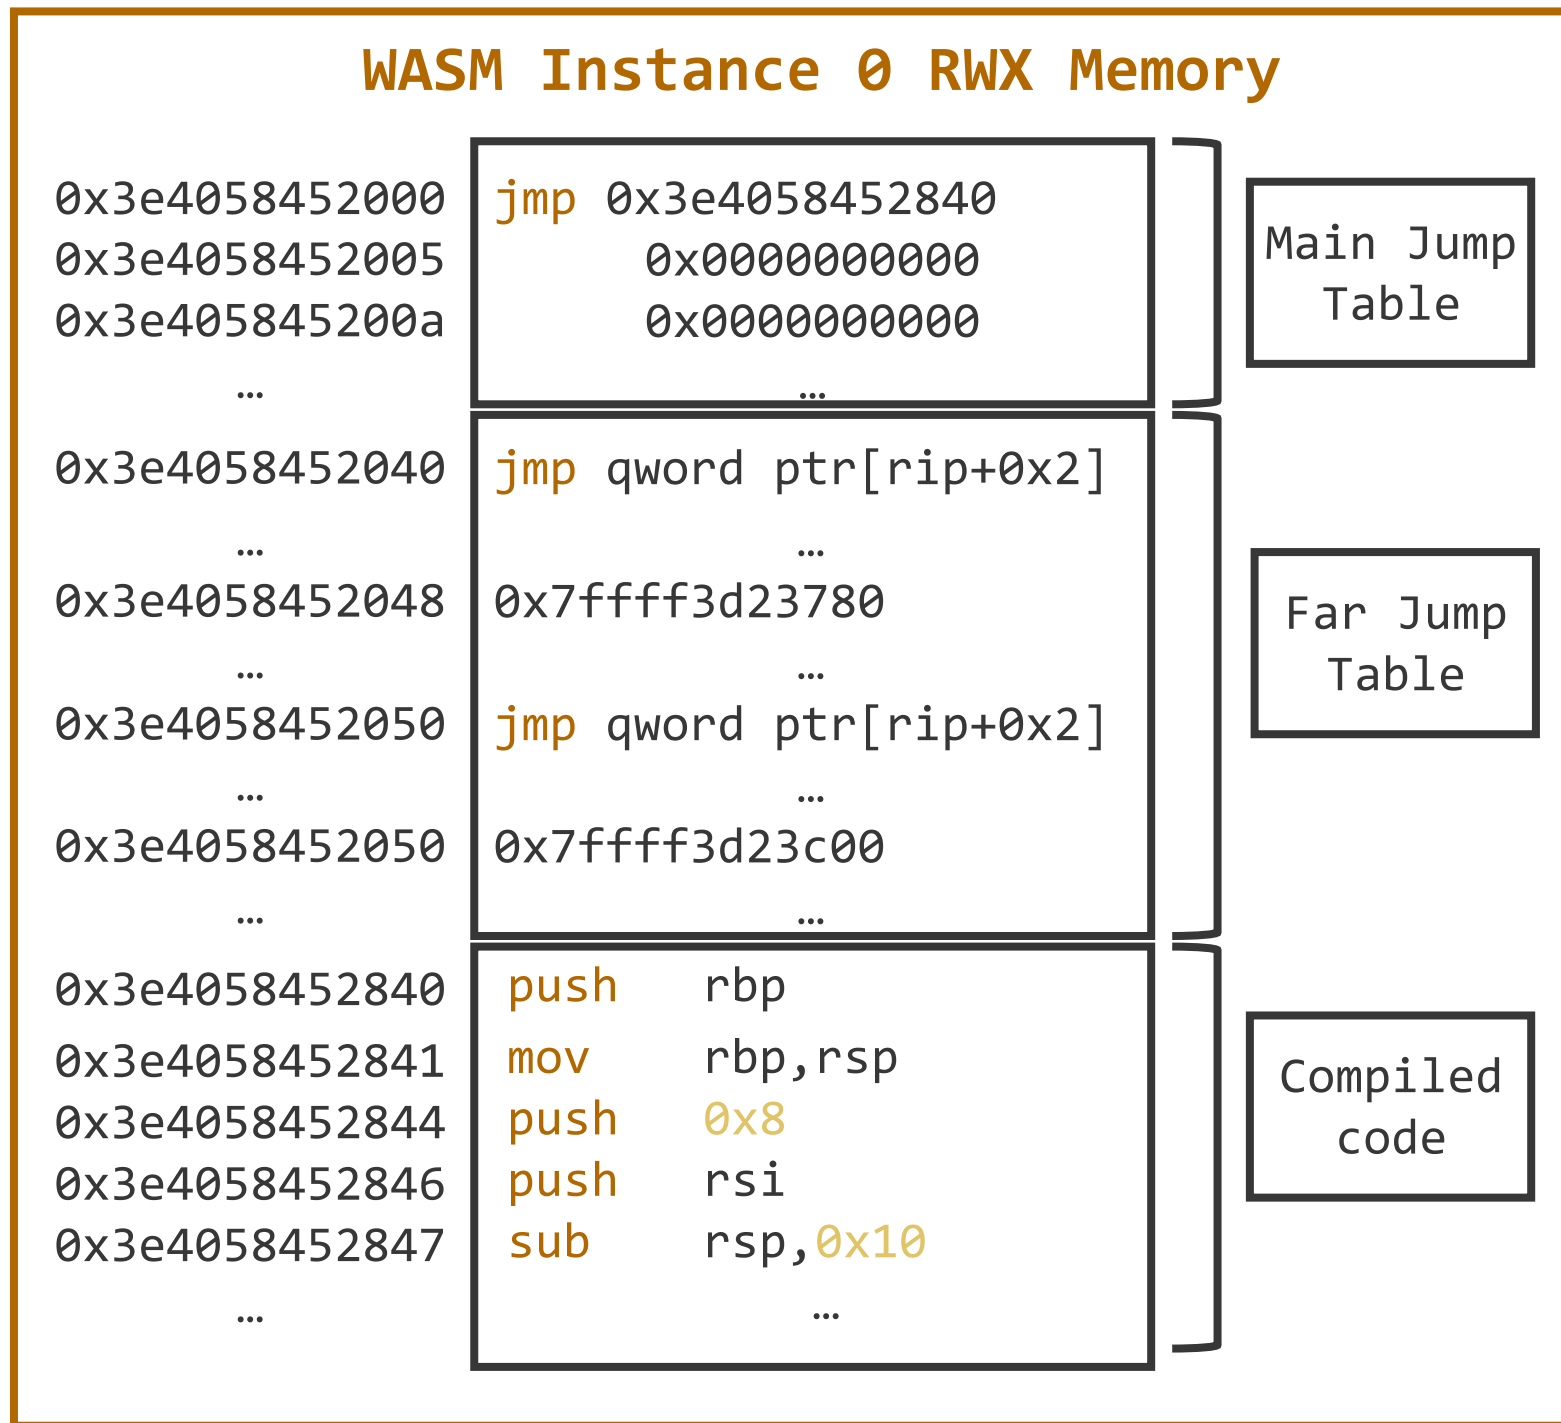 WASM Instance 0 RWX Memory
0x3e4058452000 jmp 0x3e4058452840
0x3e4058452005 0x0000000000
0x3e405845200a 0x0000000000
… …
Main Jump
Table
0x3e4058452040 jmp qword ptr[rip+0x2]
… …
0x3e4058452048 0x7ffff3d23780
… …
0x3e4058452050 jmp qword ptr[rip+0x2]
… …
0x3e4058452050 0x7ffff3d23c00
… …
Far Jump
Table
0x3e4058452840 push rbp
0x3e4058452841 mov rbp,rsp
0x3e4058452844 push 0x8
0x3e4058452846 push rsi
0x3e4058452847 sub rsp,0x10
… …
Compiled
code